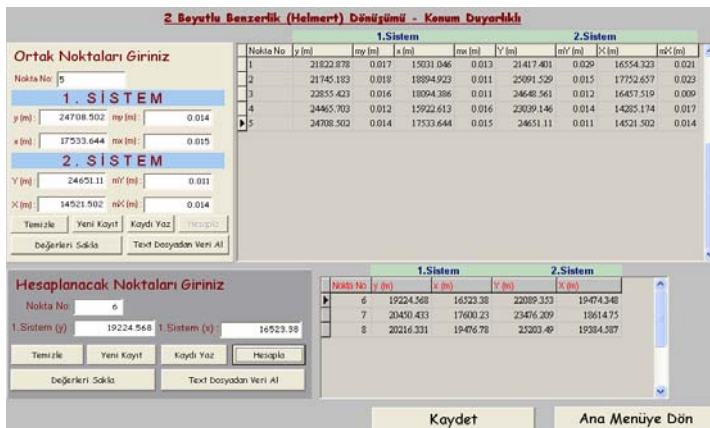 2 Boyutlu Benzerlik (Helmert) Dönüşümü - Konum Duyarlıklı
1.Sistem 2.Sistem
Ortak Noktaları Giriniz
Nokta No: 5
1. SİSTEM
y (m) : 24708.502 my (m) : 0.014
x (m) : 17533.644 mx (m) : 0.015
2. SİSTEM
Y (m) : 24651.11 mY (m) : 0.011
X (m) : 14521.502 mX (m) : 0.014
Temizle Yeni Kayıt Kaydı Yaz Hesapla
Değerleri Sakla Text Dosyadan Veri Al
Nokta No y (m) my (m) x (m) mx (m) Y (m) mY (m) X (m) mX (m)
1 21822.878 0.017 15031.046 0.013 21417.401 0.029 16554.323 0.021
2 21745.183 0.018 18894.923 0.011 25091.529 0.015 17752.657 0.023
3 22855.423 0.016 18094.386 0.011 24648.561 0.012 16457.519 0.009
4 24465.703 0.012 15922.613 0.016 23039.146 0.014 14285.174 0.017
5 24708.502 0.014 17533.644 0.015 24651.11 0.011 14521.502 0.014
Hesaplanacak Noktaları Giriniz
Nokta No: 6
1.Sistem (y) 19224.568 1.Sistem (x) : 16523.38
Temizle Yeni Kayıt Kaydı Yaz Hesapla
Değerleri Sakla Text Dosyadan Veri Al
1.Sistem 2.Sistem
Nokta No y (m) x (m) Y (m) X (m)
6 19224.568 16523.38 22089.353 19474.348
7 20450.433 17600.23 23476.209 18614.75
8 20216.331 19476.78 25203.49 19384.587
Kaydet Ana Menüye Dön